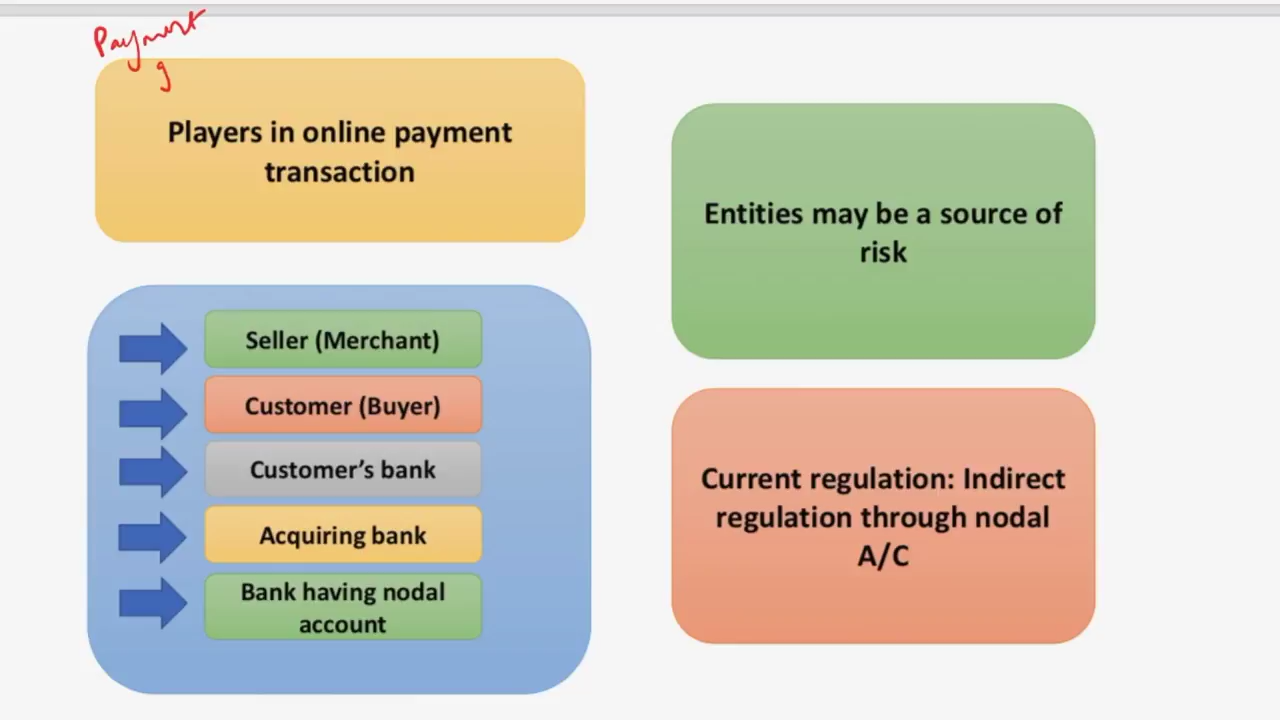 Payment
g
Players in online payment
transaction
Seller (Merchant)
Customer (Buyer)
Customer's bank
Acquiring bank
Bank having nodal
account
Entities may be a source of
risk
Current regulation: Indirect
regulation through nodal
A/C